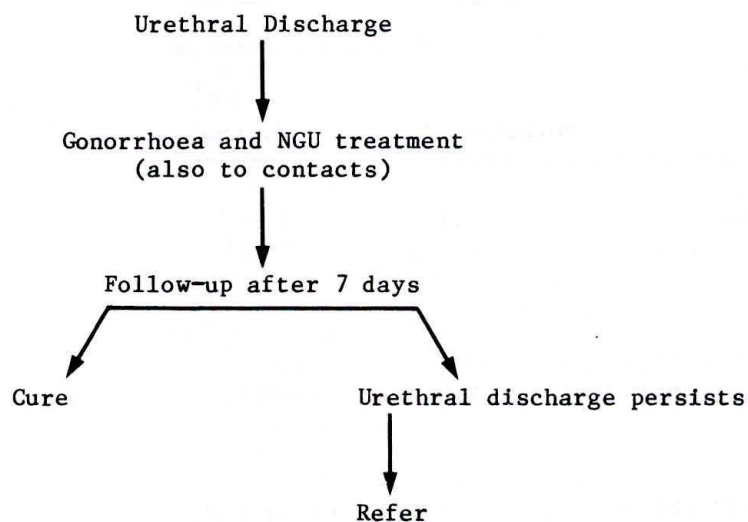 Urethral Discharge
Gonorrhoea and NGU treatment
(also to contacts)
Follow-up after 7 days
Cure
Urethral discharge persists
Refer